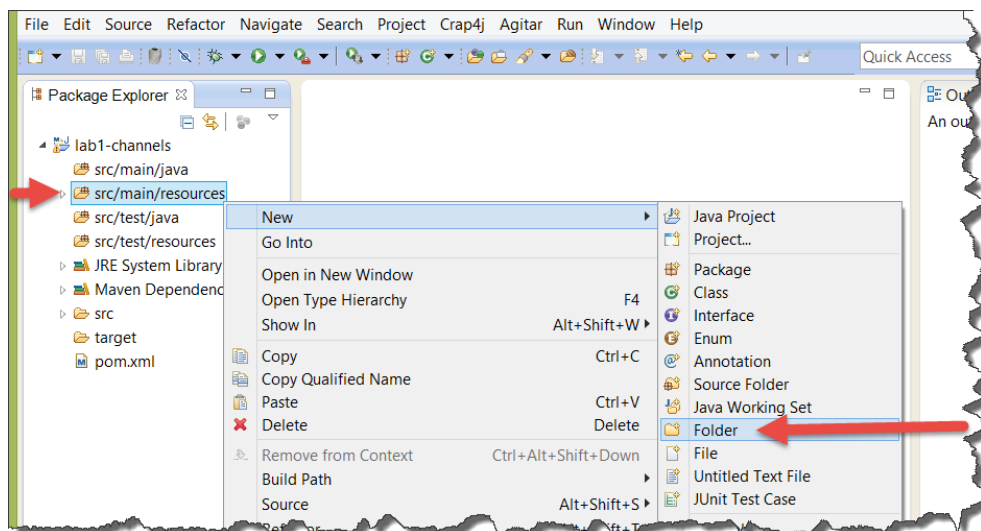 File Edit Source Refactor Navigate Search Project Crap4j Agitar Run Window Help
Quick Access
Package Explorer
An
lab1-channels
src/main/java
src/main/resources
src/test/java
src/test/resources
JRE System Library
Maven Dependenc
src
target
pom.xml
New
Go Into
Open in New Window
Open Type Hierarchy F4
Show In Alt+Shift+W
Copy Ctrl+C
Copy Qualified Name
Paste Ctrl+V
Delete Delete
Remove from Context Ctrl+Alt+Shift+Down
Build Path
Source Alt+Shift+S
Java Project
Project...
Package
Class
Interface
Enum
Annotation
Source Folder
Java Working Set
Folder
File
Untitled Text File
JUnit Test Case